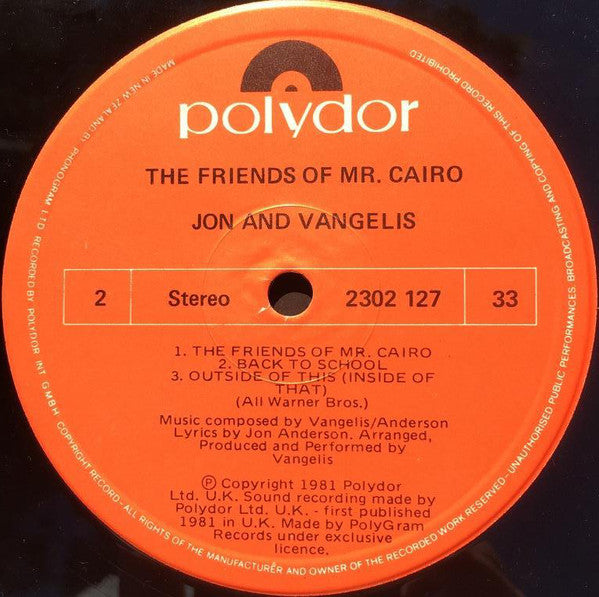 polydor
THE FRIENDS OF MR. CAIRO
JON AND VANGELIS
2 Stereo 2302 127 33
1. THE FRIENDS OF MR. CAIRO
2. BACK TO SCHOOL
3. OUTSIDE OF THIS (INSIDE OF
THAT)
(All Warner Bros.)
Music composed by Vangelis/Anderson
Lyrics by Jon Anderson. Arranged,
Produced and Performed by
Vangelis
Ⓟ Copyright 1981 Polydor
Ltd. U.K. Sound recording made by
Polydor Ltd. U.K. - first published
1981 in U.K. Made by PolyGram
Records under exclusive
licence.
MADE IN NEW ZEALAND BY PHONOGRAM LTD. RECORDED BY POLYDOR INT. GMBH COPYRIGHT RECORD - ALL RIGHTS OF THE MANUFACTURER AND OWNER OF THE RECORDED WORK RESERVED - UNAUTHORISED PUBLIC PERFORMANCES BROADCASTING AND COPYING OF THIS RECORD PROHIBITED